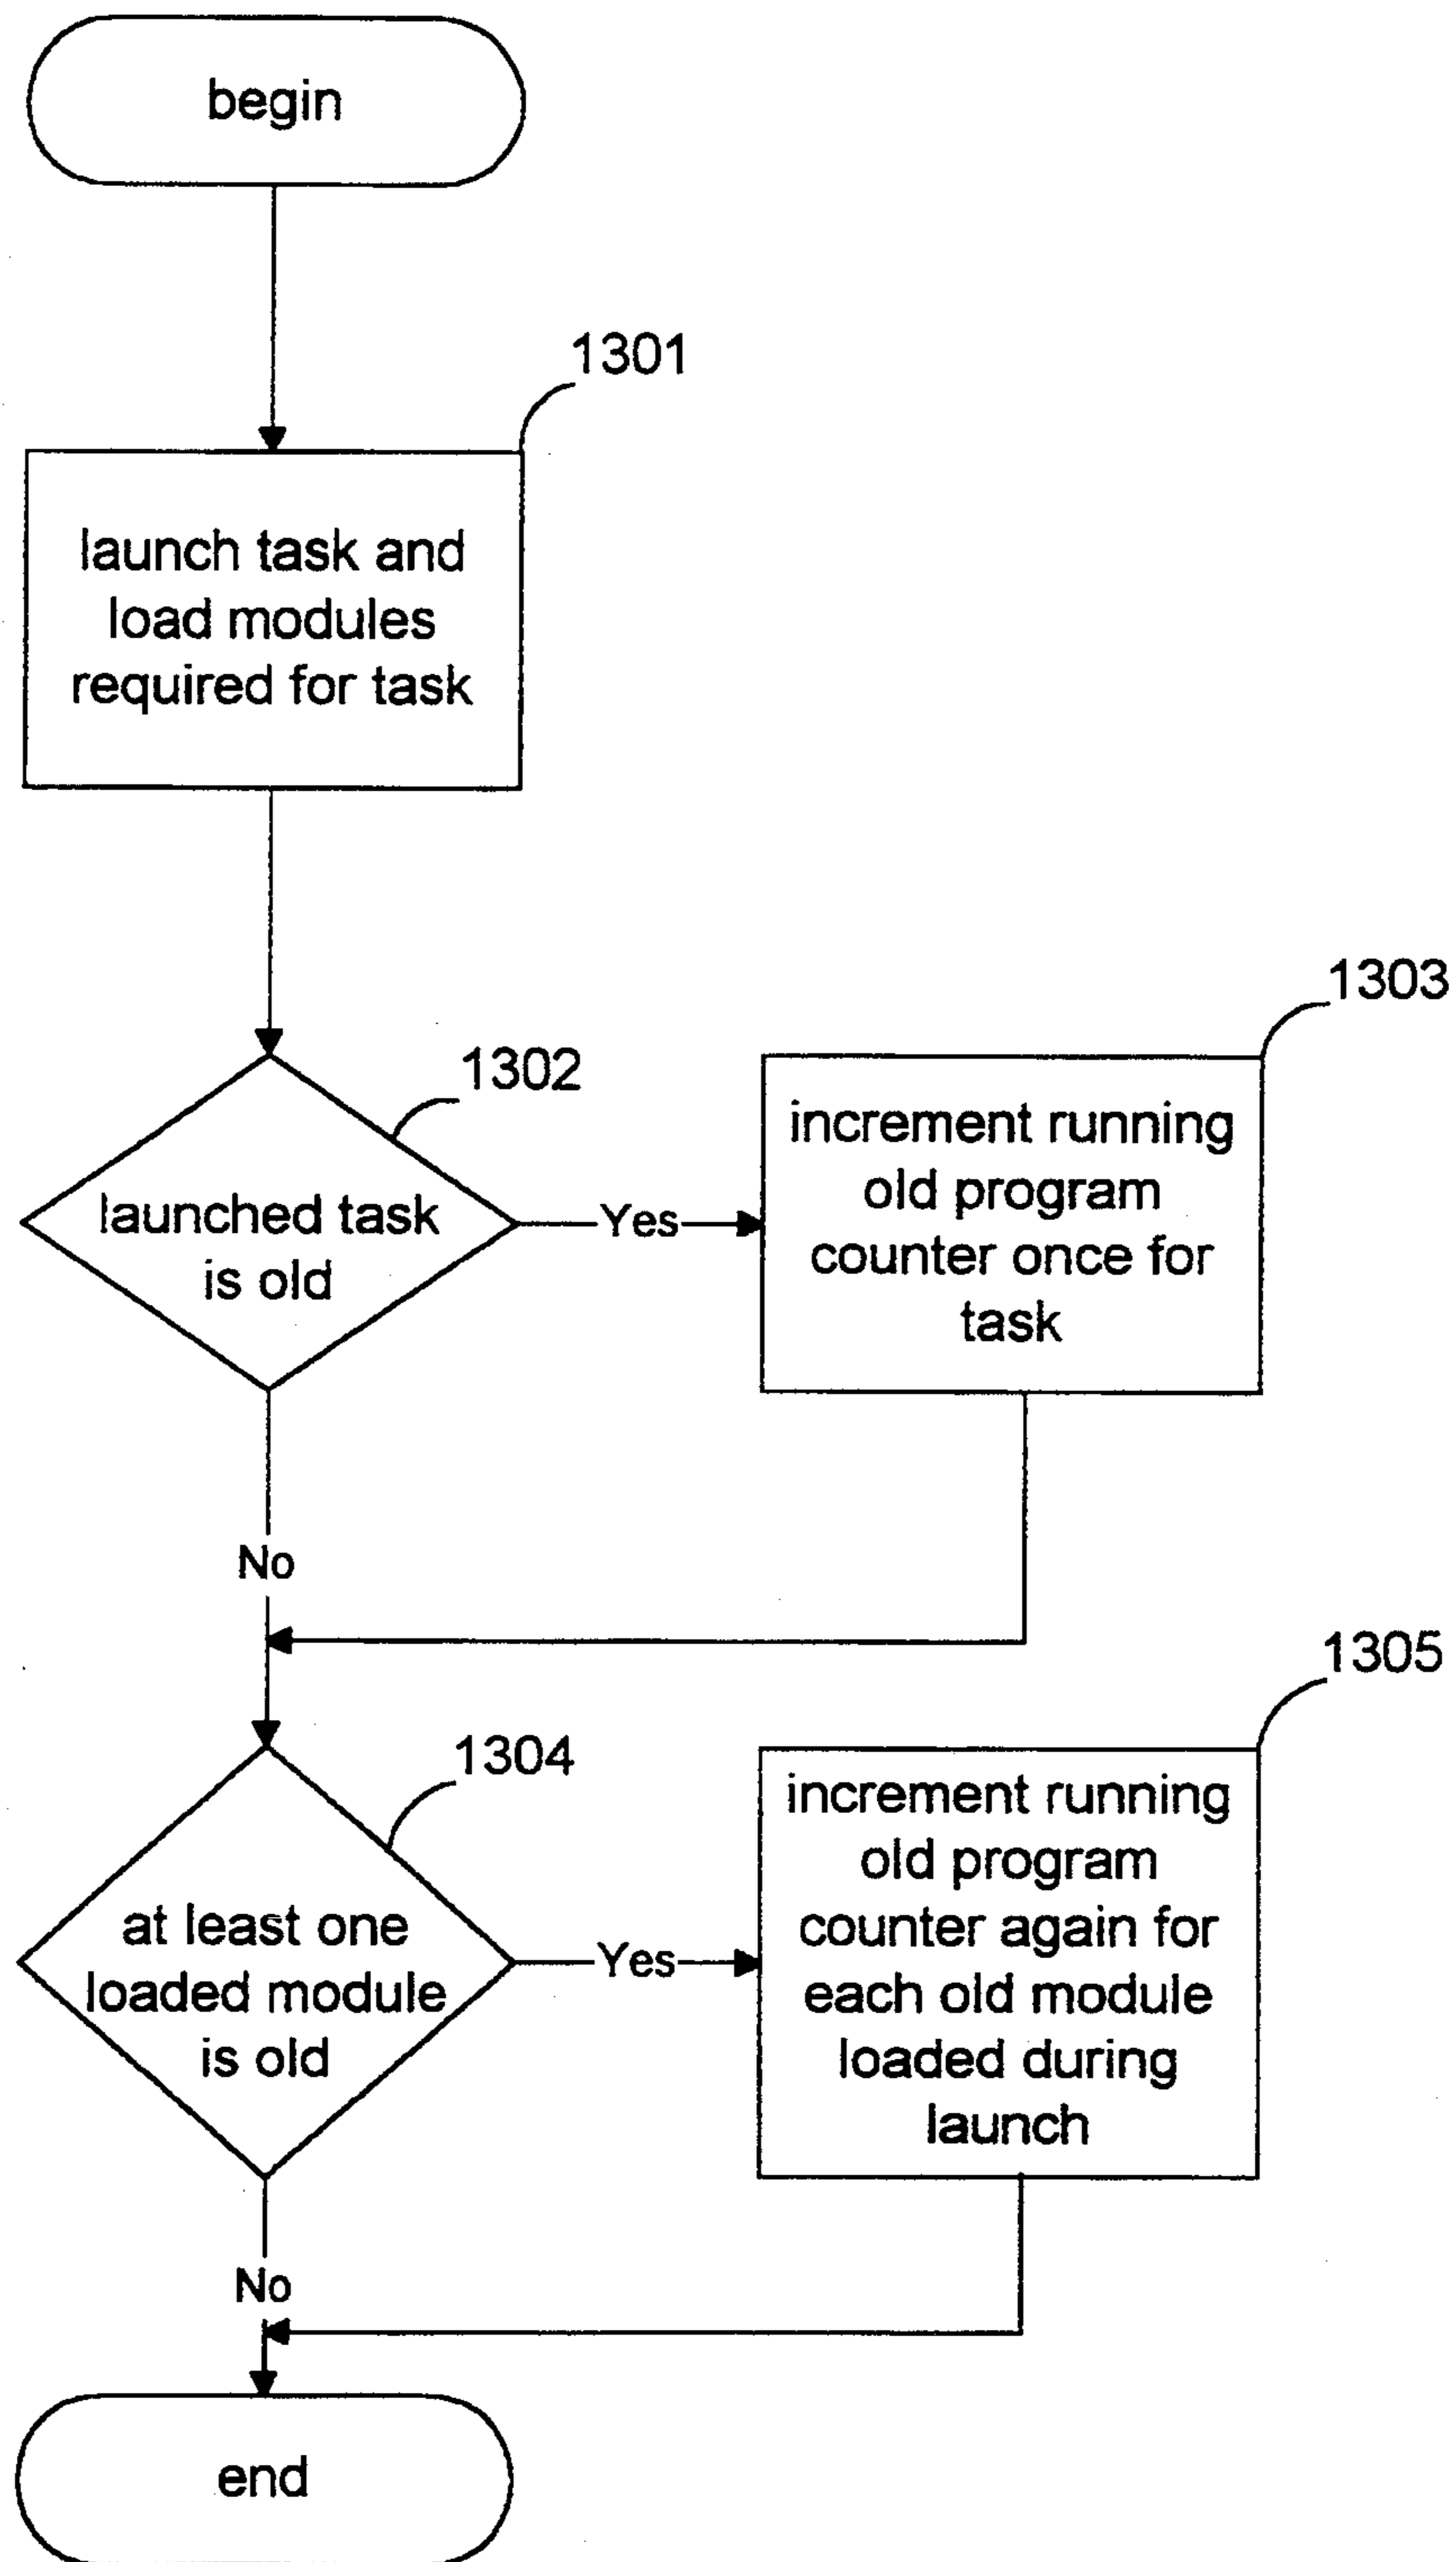 begin
1301
launch task and
load modules
required for task
1302
launched task
is old
Yes
1303
increment running
old program
counter once for
task
No
1304
at least one
loaded module
is old
Yes
1305
increment running
old program
counter again for
each old module
loaded during
launch
No
end